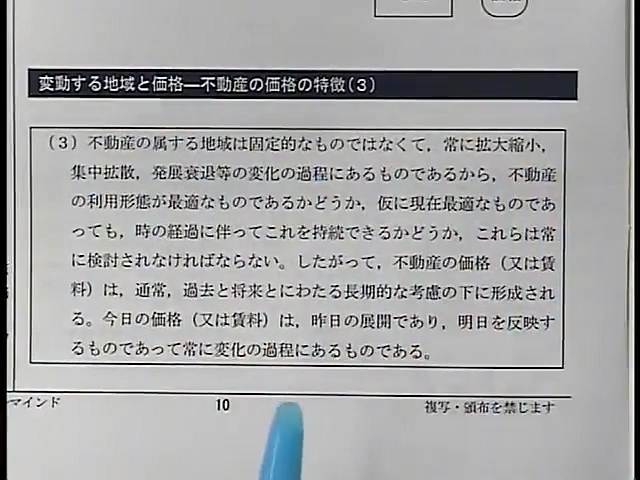 変動する地域と価格―不動産の価格の特徴(3)
(3)不動産の属する地域は固定的なものではなくて，常に拡大縮小，
集中拡散，発展衰退等の変化の過程にあるものであるから，不動産
の利用形態が最適なものであるかどうか，仮に現在最適なものであ
っても，時の経過に伴ってこれを持続できるかどうか，これらは常
に検討されなければならない。したがって，不動産の価格（又は賃
料）は，通常，過去と将来とにわたる長期的な考慮の下に形成され
る。今日の価格（又は賃料）は，昨日の展開であり，明日を反映す
るものであって常に変化の過程にあるものである。
マインド
10
複写・頒布を禁じます